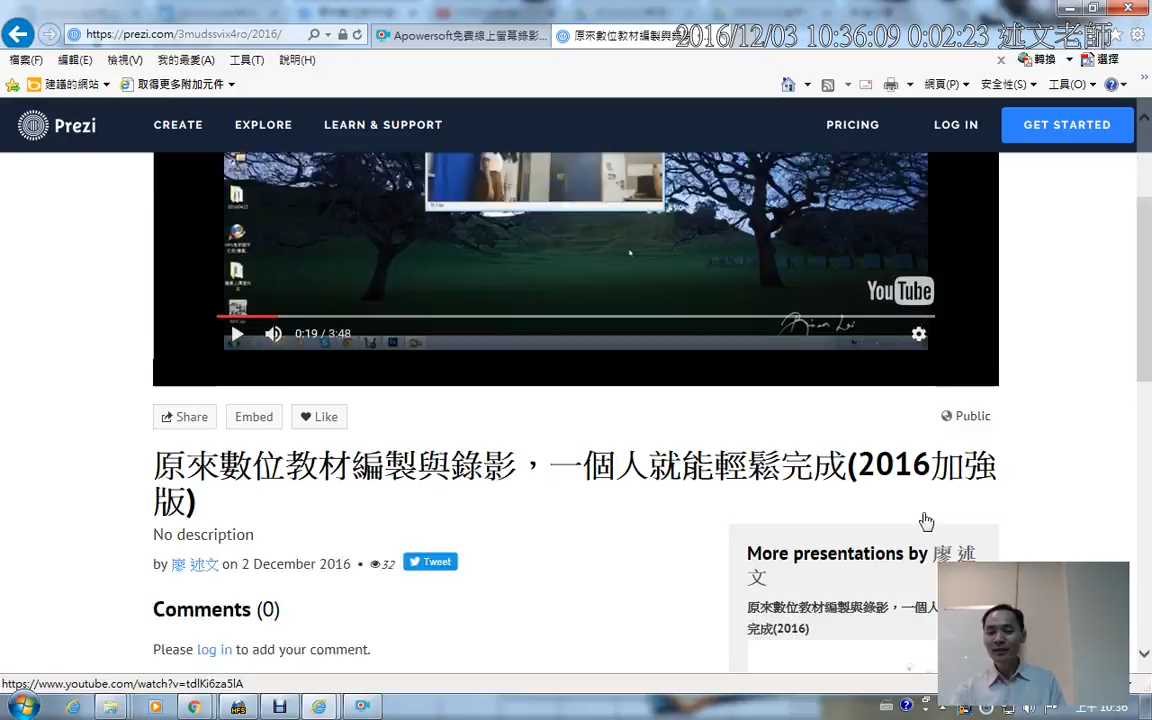 https://prezi.com/3mudssvix4ro/2016/
Apowersoft免費線上螢幕錄影...
原來數位教材編製與
2016/12/03 10:36:09 0:02:23 述文老師
檔案(F) 編輯(E) 檢視(V) 我的最愛(A) 工具(T) 說明(H)
轉換 選擇
建議的網站 取得更多附加元件
網頁(P) 安全性(S) 工具(O)
Prezi CREATE EXPLORE LEARN & SUPPORT PRICING LOG IN GET STARTED
YouTube
0:19 / 3:48
Share Embed Like Public
原來數位教材編製與錄影，一個人就能輕鬆完成(2016加強
版)
No description
by 廖 述文 on 2 December 2016 • 32 Tweet
More presentations by 廖 述
文
原來數位教材編製與錄影，一個人
完成(2016)
Comments (0)
Please log in to add your comment.
https://www.youtube.com/watch?v=tdlKi6za5lA
HFS
上午 10:36